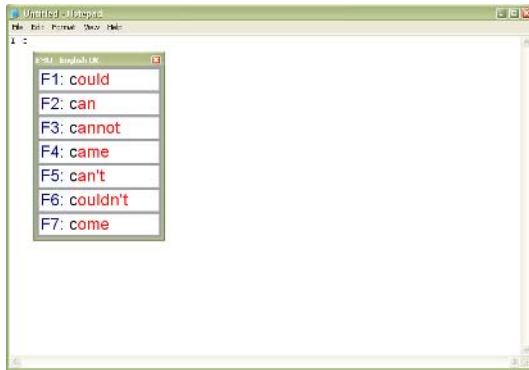 Untitled - Notepad
File Edit Format View Help
I c
English UK
F1: could
F2: can
F3: cannot
F4: came
F5: can't
F6: couldn't
F7: come